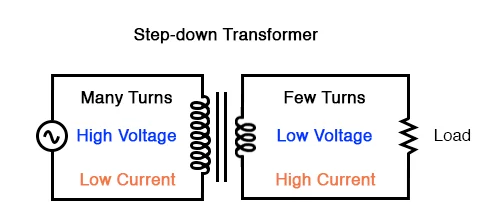 Step-down Transformer
Many Turns
High Voltage
Low Current
Few Turns
Low Voltage
High Current
Load